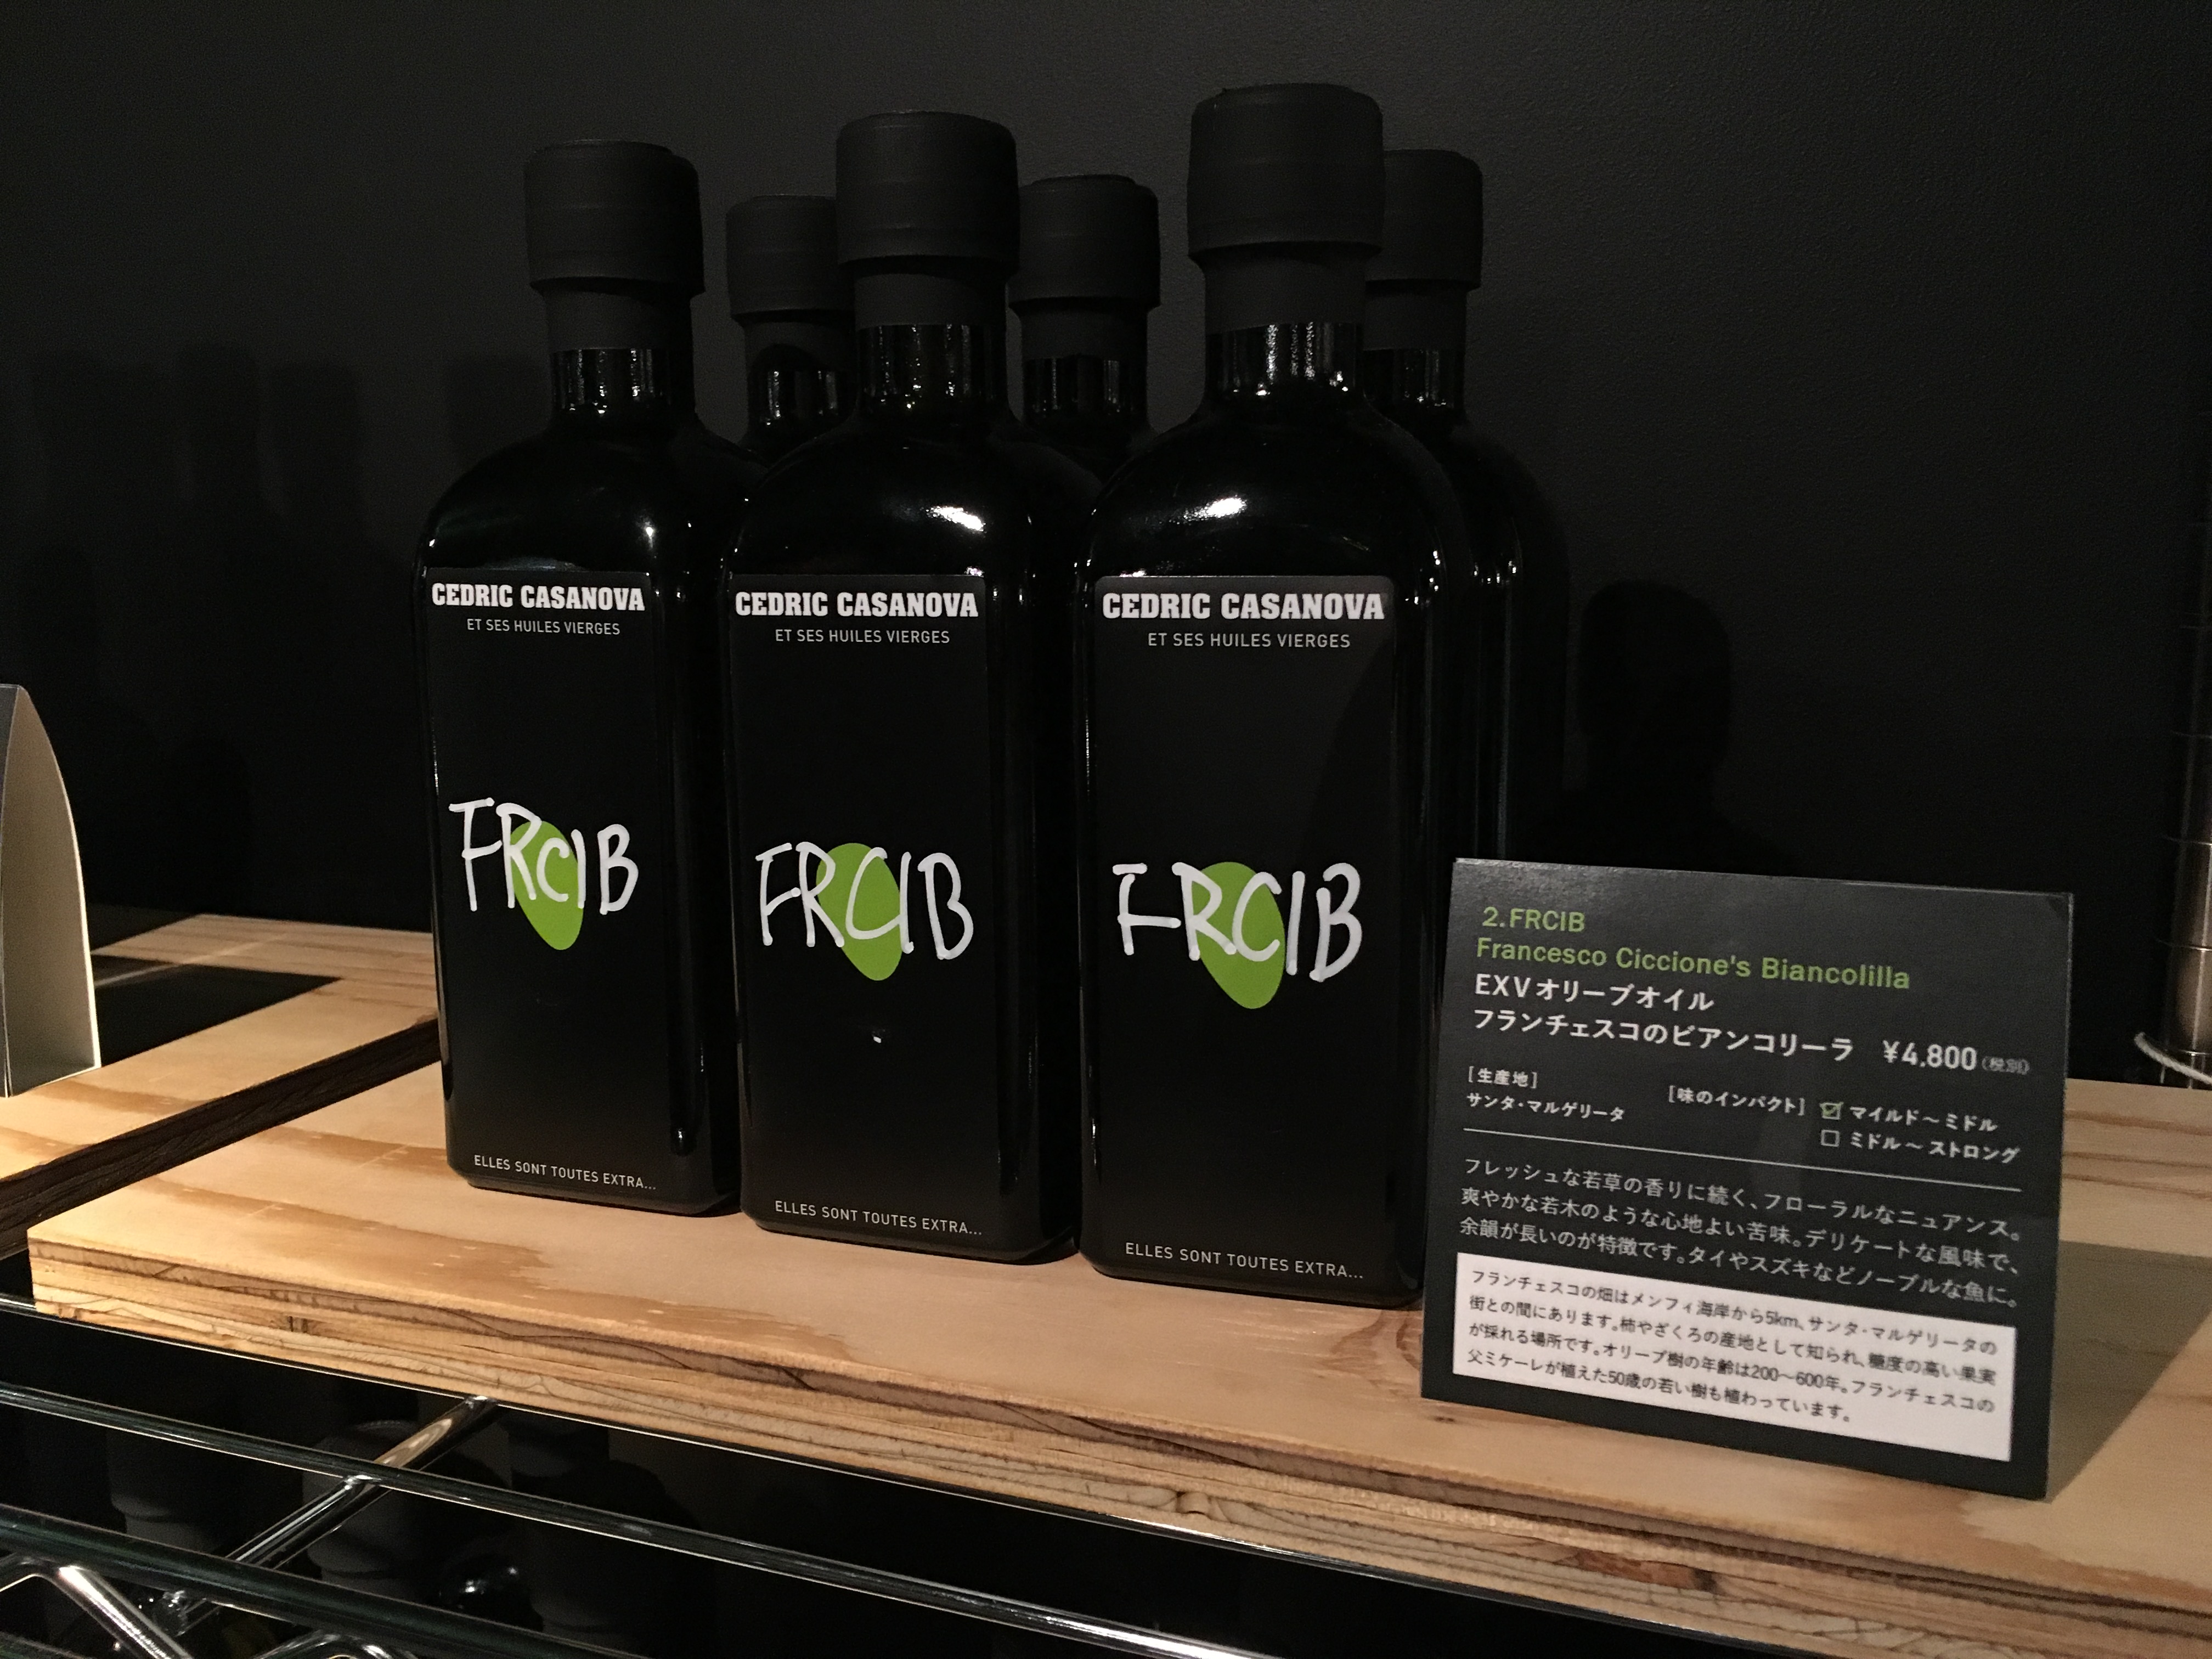 CEDRIC CASANOVA
ET SES HUILES VIERGES
FRCIB
ELLES SONT TOUTES EXTRA...
CEDRIC CASANOVA
ET SES HUILES VIERGES
FRCIB
ELLES SONT TOUTES EXTRA...
CEDRIC CASANOVA
ET SES HUILES VIERGES
FRCIB
ELLES SONT TOUTES EXTRA...
2.FRCIB
Francesco Ciccione's Biancolilla
EXVオリーブオイル
フランチェスコのビアンコリーラ ¥4.800(税別)
[生産地]
サンタ・マルゲリータ
[味のインパクト] ☑ マイルド〜ミドル
☐ ミドル〜ストロング
フレッシュな若草の香りに続く、フローラルなニュアンス。
爽やかな若木のような心地よい苦味。デリケートな風味で、
余韻が長いのが特徴です。タイやスズキなどノーブルな魚に。
フランチェスコの畑はメンフィ海岸から5km、サンタ・マルゲリータの
街との間にあります。柿やざくろの産地として知られ、糖度の高い果実
が採れる場所です。オリーブ樹の年齢は200〜600年。フランチェスコの
父ミケーレが植えた50歳の若い樹も植わっています。